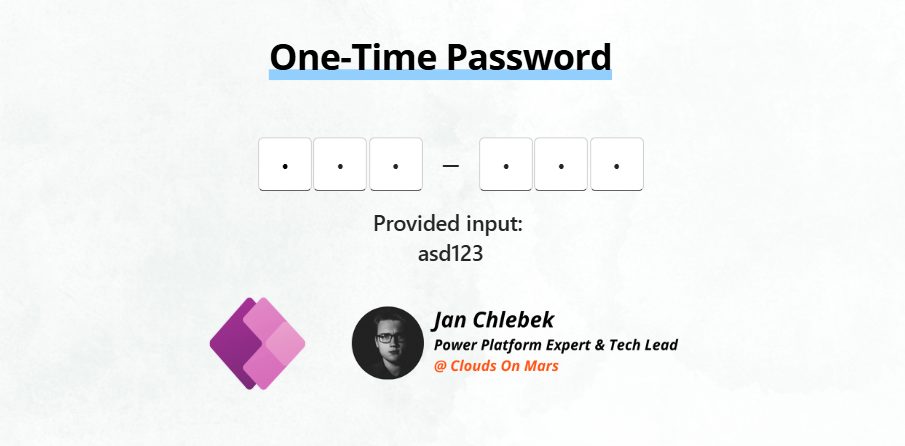 One-Time Password
• • • – • • •
Provided input:
asd123
Jan Chlebek
Power Platform Expert & Tech Lead
@ Clouds On Mars